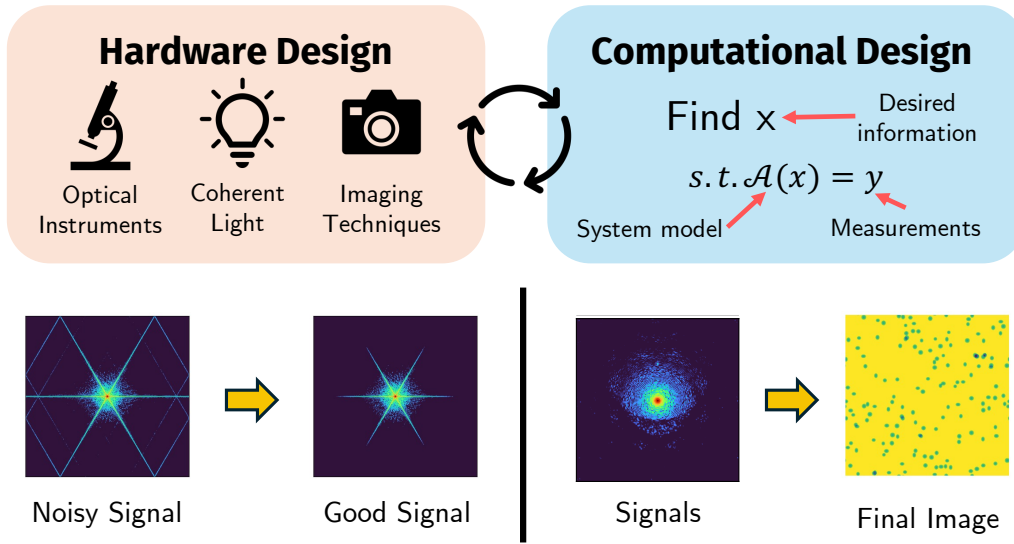 Hardware Design
Optical
Instruments
Coherent
Light
Imaging
Techniques
Computational Design
Find x
Desired
information
s.t. 𝒜(x) = y
System model
Measurements
Noisy Signal
Good Signal
Signals
Final Image